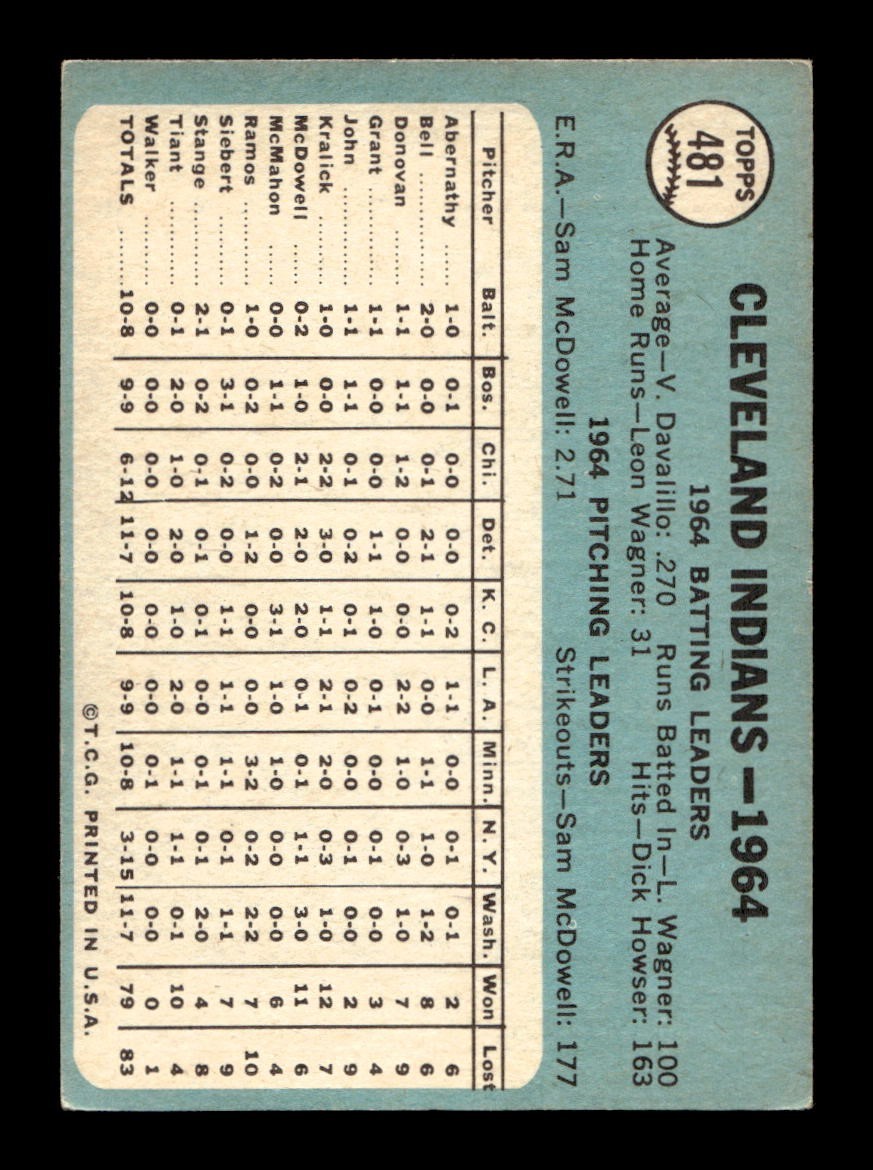 TOPPS
481
CLEVELAND INDIANS—1964
1964 BATTING LEADERS
Average—V. Davalillo: .270 Runs Batted In—L. Wagner: 100
Home Runs—Leon Wagner: 31 Hits—Dick Howser: 163
1964 PITCHING LEADERS
E.R.A.—Sam McDowell: 2.71 Strikeouts—Sam McDowell: 177
Pitcher Balt. Bos. Chi. Det. K. C. L. A. Minn. N. Y. Wash. Won Lost
Abernathy ...... 1-0 0-1 0-0 0-0 0-2 1-1 0-0 0-1 0-1 2 6
Bell ............ 2-0 0-0 0-1 2-1 1-1 0-0 1-1 1-0 1-2 8 6
Donovan ....... 1-1 1-1 1-2 0-0 0-0 2-2 1-0 0-3 1-0 7 9
Grant .......... 1-1 0-0 0-0 1-1 1-0 0-1 0-0 0-1 0-0 3 4
John ........... 1-1 1-1 0-1 0-2 0-1 0-2 0-0 0-1 0-0 2 9
Kralick ........ 1-0 0-0 2-2 3-0 1-1 2-1 2-0 0-3 1-0 12 7
McDowell ...... 0-2 1-0 2-1 2-0 2-0 0-1 0-1 1-1 3-0 11 6
McMahon ...... 0-0 1-1 0-2 0-0 3-1 1-0 1-0 0-0 0-0 6 4
Ramos ......... 1-0 0-2 0-0 1-2 0-0 0-0 3-2 0-2 2-2 7 10
Siebert ........ 0-1 3-1 0-2 0-0 1-1 1-1 1-1 0-1 1-1 7 9
Stange ......... 2-1 0-2 0-1 0-1 0-1 0-0 0-1 0-1 2-0 4 8
Tiant .......... 0-1 2-0 1-0 2-0 1-0 2-0 1-1 1-1 0-1 10 4
Walker ......... 0-0 0-0 0-0 0-0 0-0 0-0 0-1 0-0 0-0 0 1
TOTALS ...... 10-8 9-9 6-12 11-7 10-8 9-9 10-8 3-15 11-7 79 83
©T.C.G. PRINTED IN U.S.A.